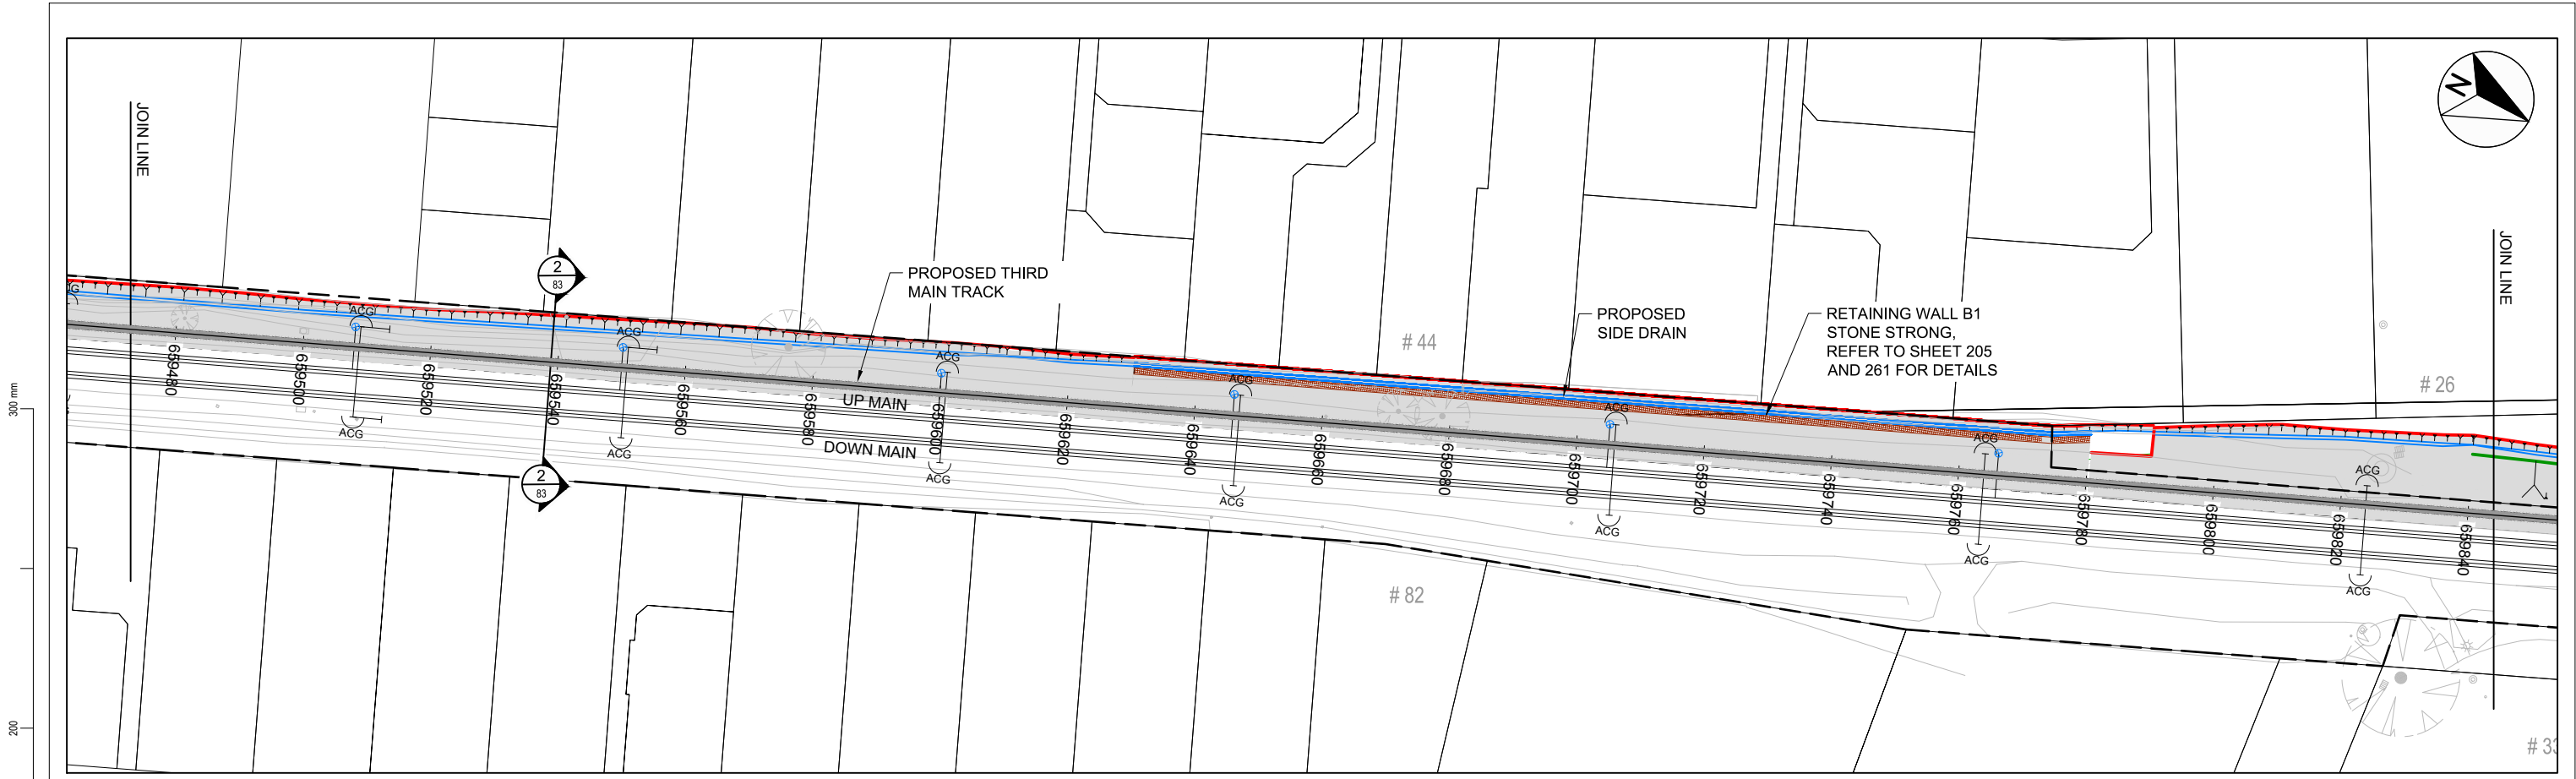 JOIN LINE
JOIN LINE
N
2
83
2
83
PROPOSED THIRD
MAIN TRACK
PROPOSED
SIDE DRAIN
RETAINING WALL B1
STONE STRONG,
REFER TO SHEET 205
AND 261 FOR DETAILS
# 44
# 26
# 82
UP MAIN
DOWN MAIN
ACG
ACG
ACG
ACG
ACG
ACG
ACG
ACG
ACG
ACG
ACG
ACG
ACG
ACG
659480
659500
659520
659540
659560
659580
659600
659620
659640
659660
659680
659700
659720
659740
659760
659780
659800
659820
659840
300 mm
200